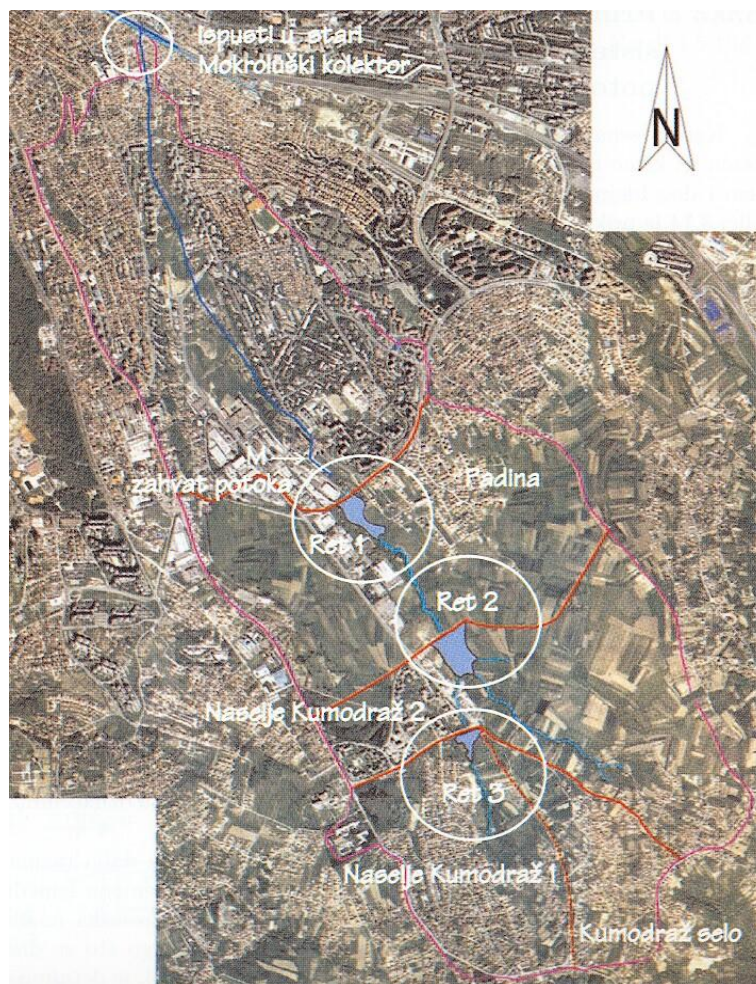 Ispusti u stari
Mokroluški kolektor
N
M
zahvat potoka
Padina
Ret 1
Ret 2
Naselje Kumodraž 2
Ret 3
Naselje Kumodraž 1
Kumodraž selo